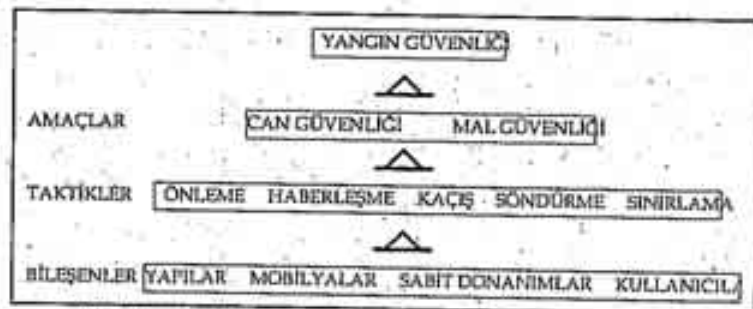 YANGIN GÜVENLİĞİ
AMAÇLAR CAN GÜVENLİĞİ MAL GÜVENLİĞİ
TAKTİKLER ÖNLEME HABERLEŞME KAÇIŞ SÖNDÜRME SINIRLAMA
BİLEŞENLER YAPILAR MOBİLYALAR SABİT DONANIMLAR KULLANICILA